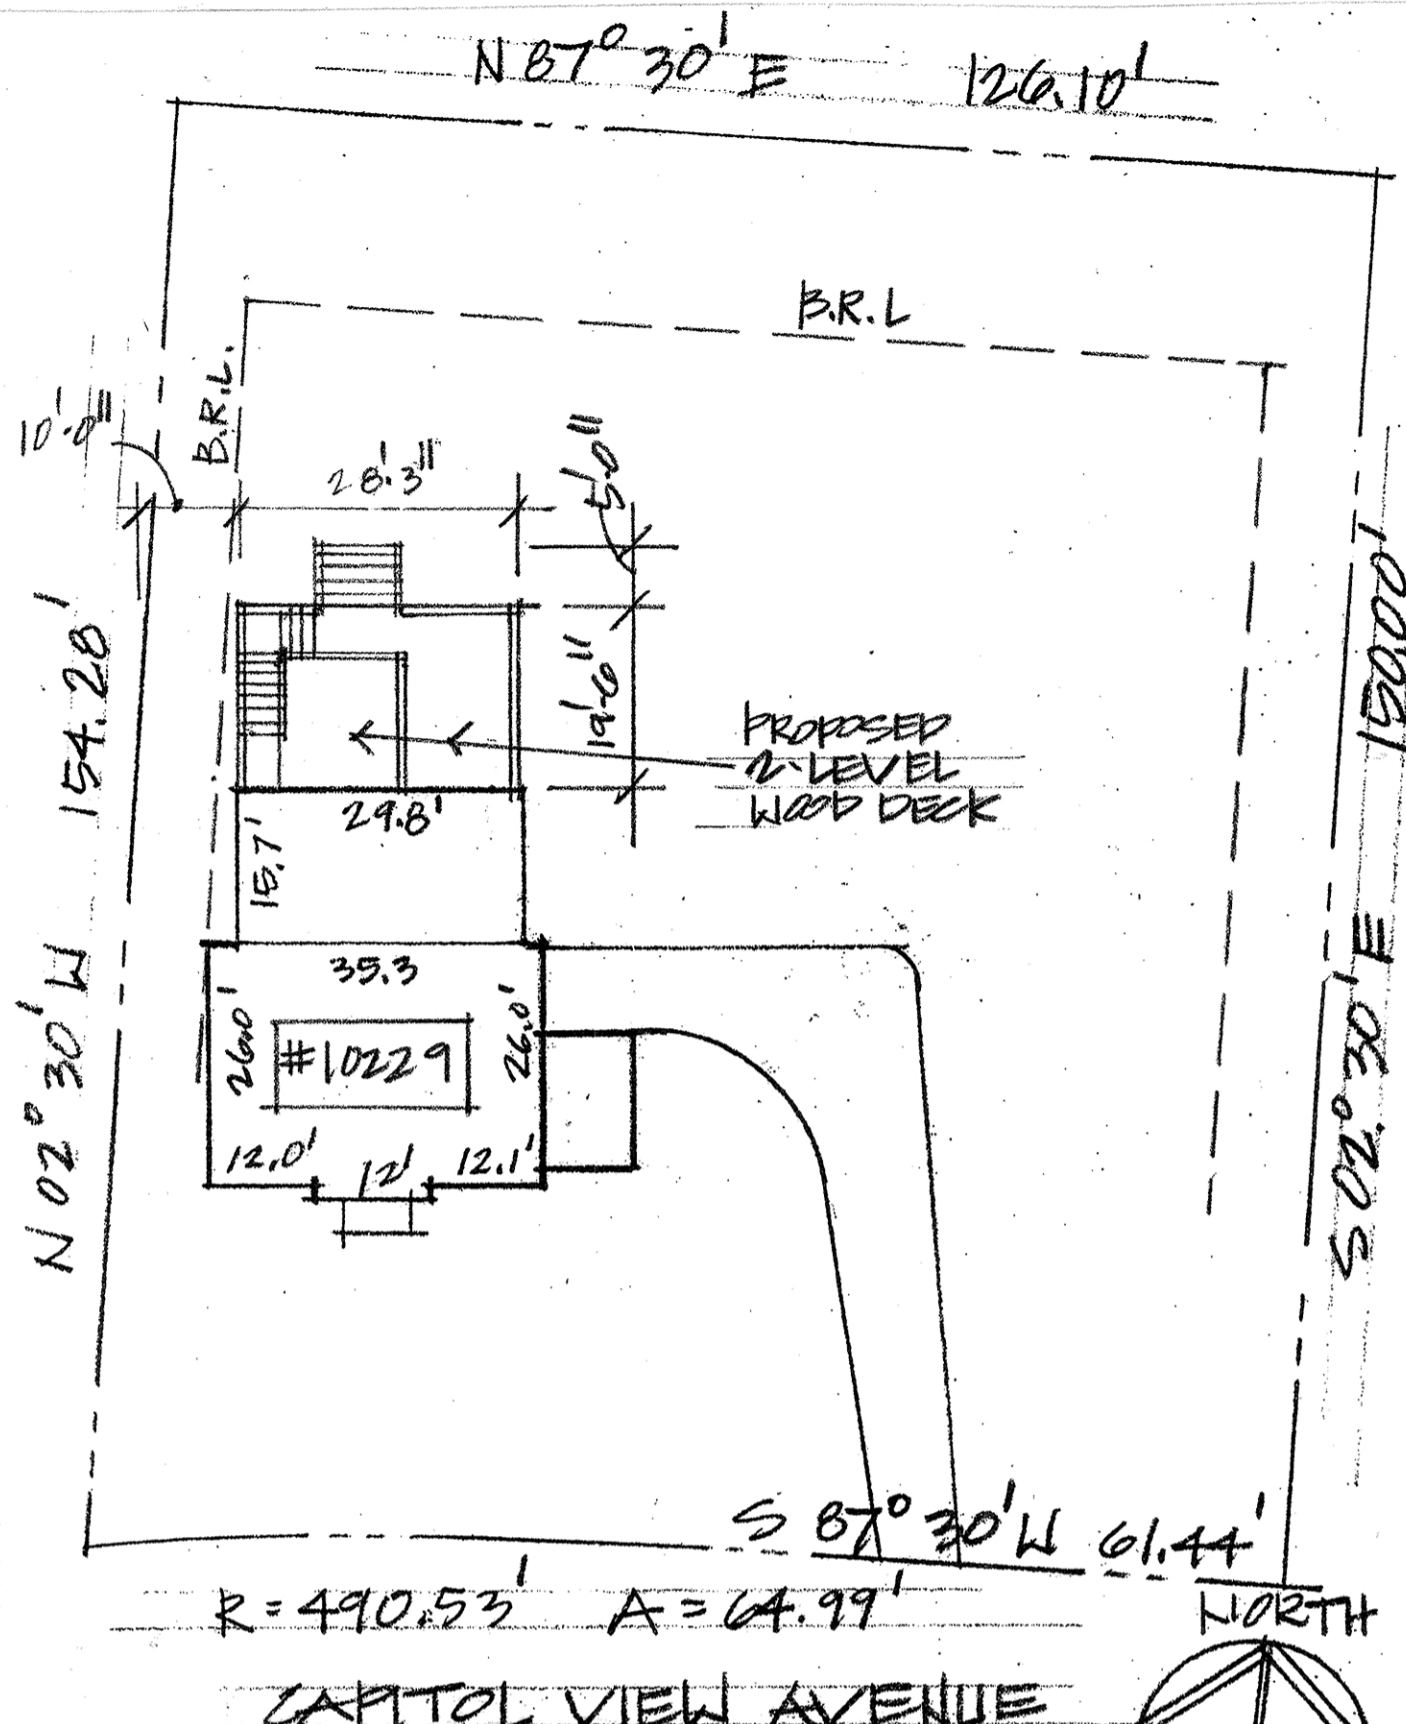 N 87° 30' E 126.10'
B.R.L
B.R.L.
10'-0"
28'.3"
5'.0"
19'-6"
154.28'
N 02° 30' W
150.00'
S 02° 30' E
PROPOSED
2-LEVEL
WOOD DECK
29.8'
15.7'
35.3
26.0'
#10229
26.0'
12.0'
12'
12.1'
S 87° 30' W 61.44'
R = 490.53' A = 64.99'
NORTH
CAPITOL VIEW AVENUE